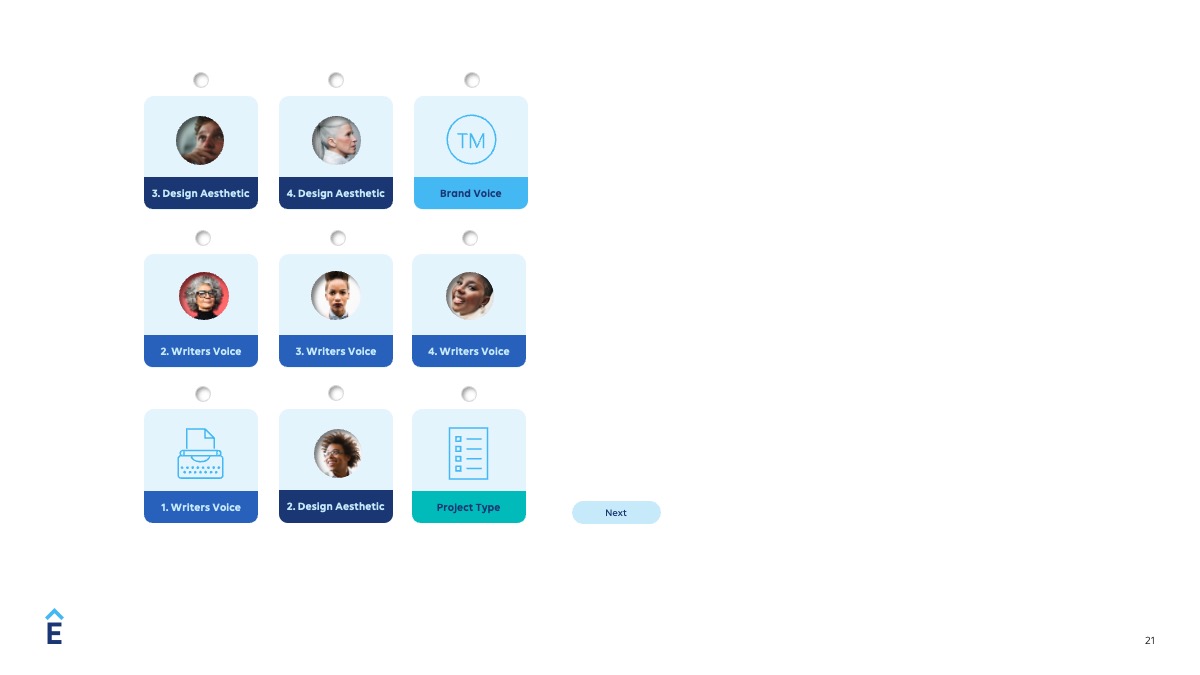 TM
3. Design Aesthetic
4. Design Aesthetic
Brand Voice
2. Writers Voice
3. Writers Voice
4. Writers Voice
1. Writers Voice
2. Design Aesthetic
Project Type
Next
Ê
21